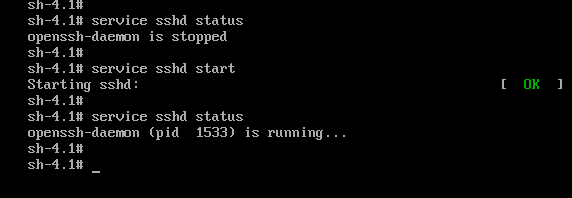 sh-4.1#
sh-4.1# service sshd status
openssh-daemon is stopped
sh-4.1#
sh-4.1# service sshd start
Starting sshd: [ OK ]
sh-4.1#
sh-4.1# service sshd status
openssh-daemon (pid 1533) is running...
sh-4.1#
sh-4.1# _